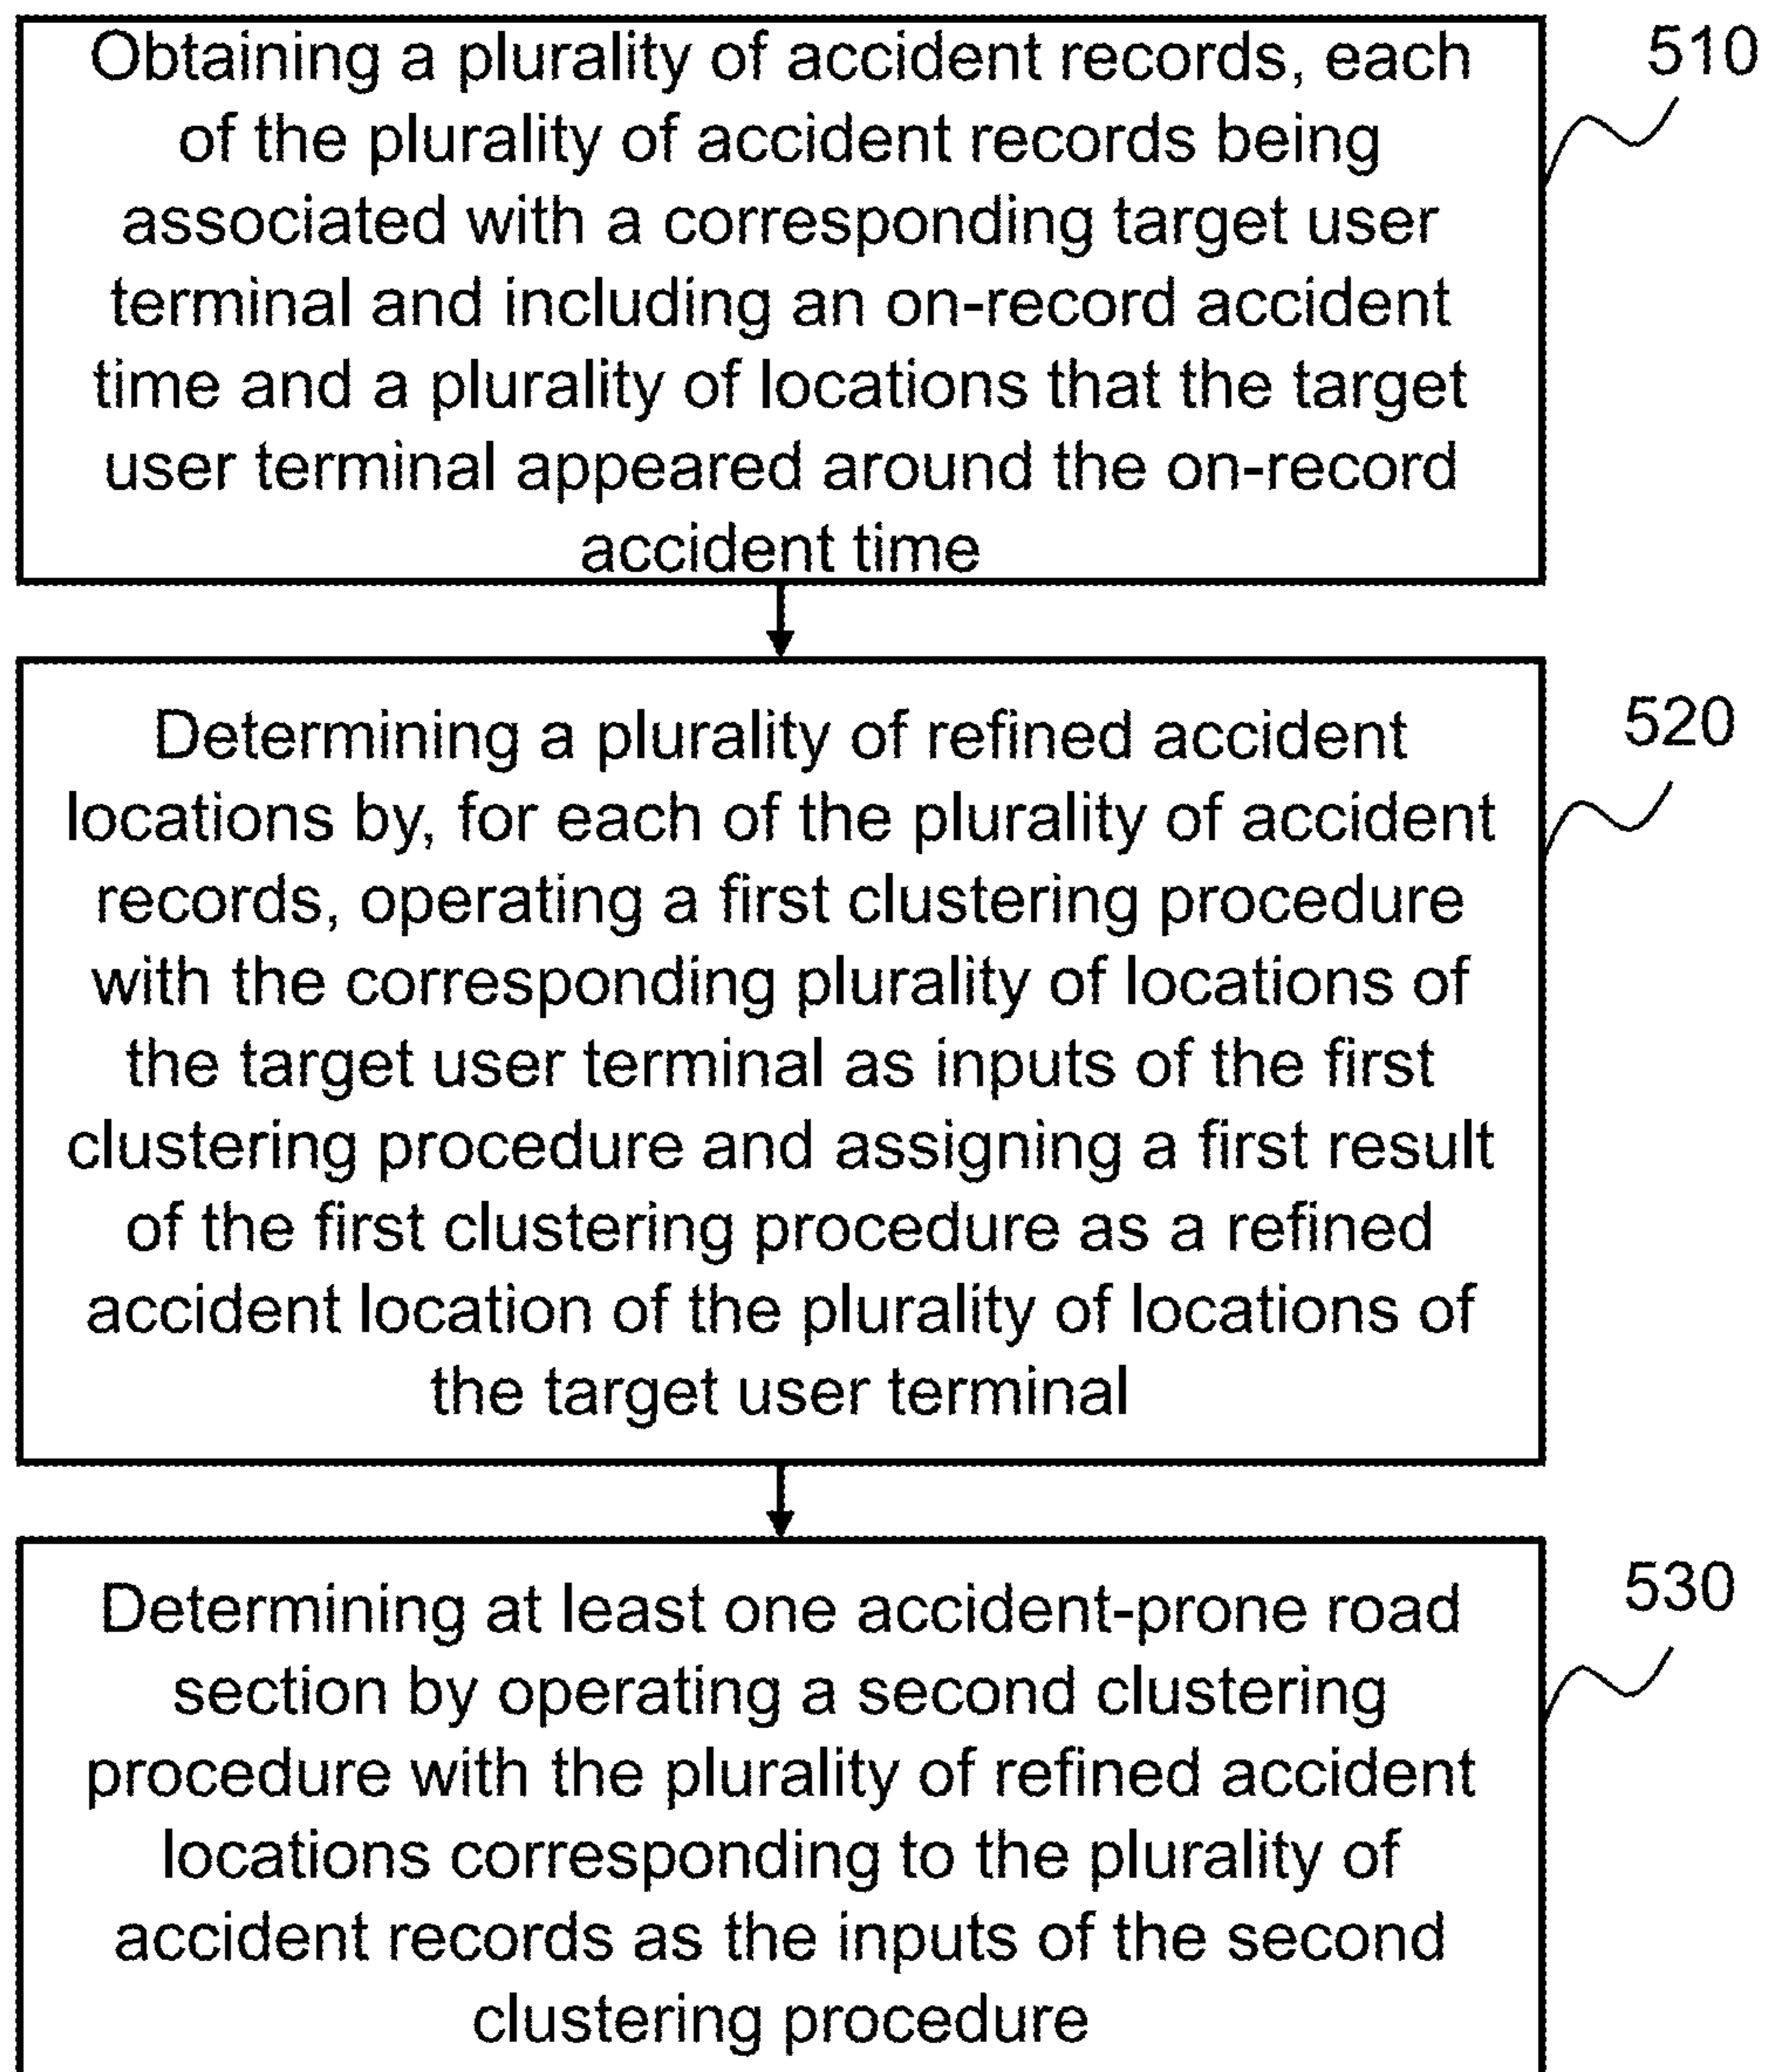 Obtaining a plurality of accident records, each
of the plurality of accident records being
associated with a corresponding target user
terminal and including an on-record accident
time and a plurality of locations that the target
user terminal appeared around the on-record
accident time
510
Determining a plurality of refined accident
locations by, for each of the plurality of accident
records, operating a first clustering procedure
with the corresponding plurality of locations of
the target user terminal as inputs of the first
clustering procedure and assigning a first result
of the first clustering procedure as a refined
accident location of the plurality of locations of
the target user terminal
520
Determining at least one accident-prone road
section by operating a second clustering
procedure with the plurality of refined accident
locations corresponding to the plurality of
accident records as the inputs of the second
clustering procedure
530